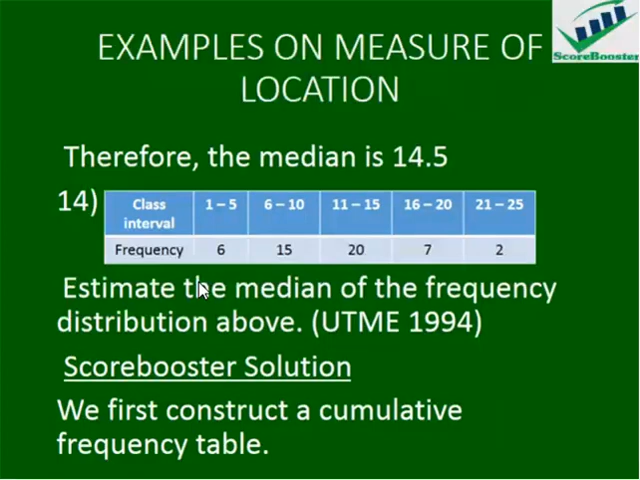 ScoreBooster
EXAMPLES ON MEASURE OF
LOCATION
Therefore, the median is 14.5
14)
Class interval 1 – 5 6 – 10 11 – 15 16 – 20 21 – 25
Frequency 6 15 20 7 2
Estimate the median of the frequency
distribution above. (UTME 1994)
Scorebooster Solution
We first construct a cumulative
frequency table.